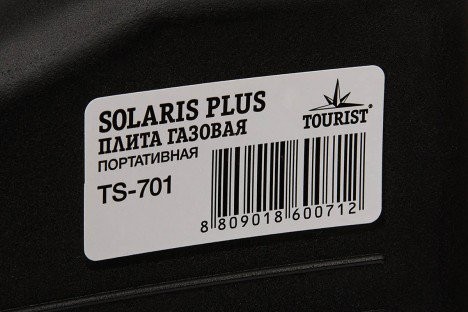 SOLARIS PLUS
ПЛИТА ГАЗОВАЯ
ПОРТАТИВНАЯ
TS-701
TOURIST®
8 809018 600712